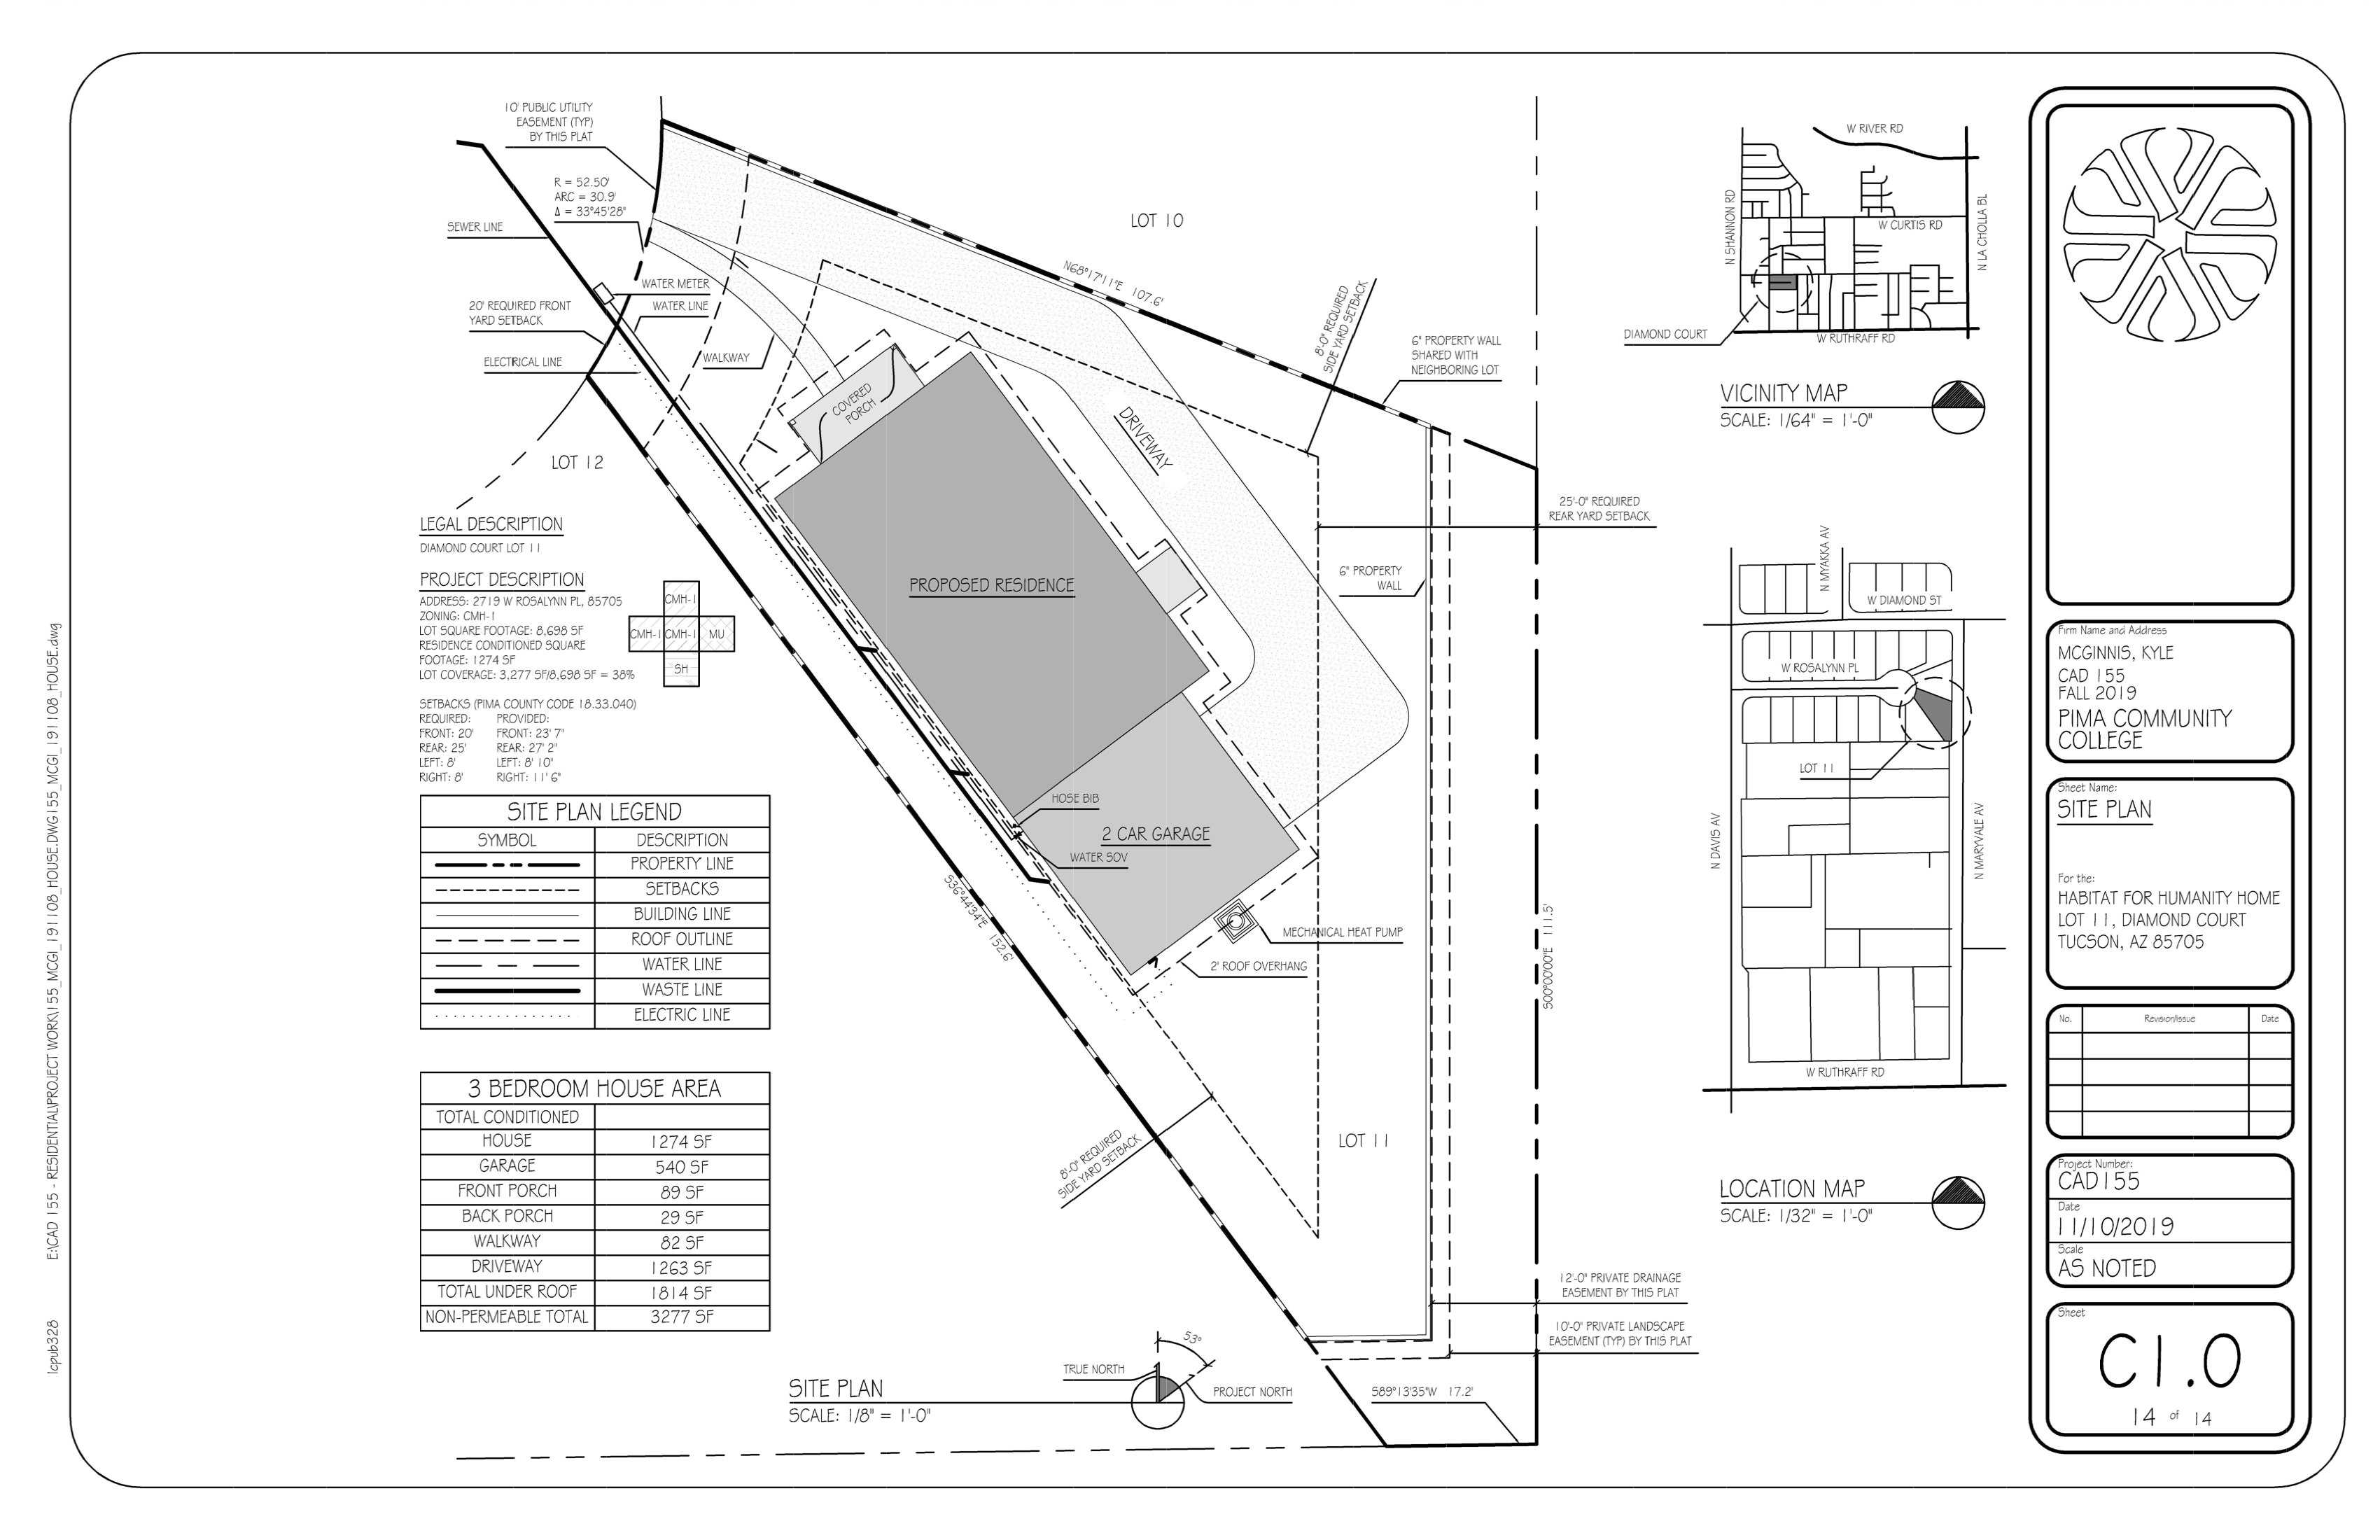 10' PUBLIC UTILITY
EASEMENT (TYP)
BY THIS PLAT
R = 52.50'
ARC = 30.9'
Δ = 33°45'28"
SEWER LINE
WATER METER
WATER LINE
20' REQUIRED FRONT
YARD SETBACK
ELECTRICAL LINE
WALKWAY
COVERED
PORCH
LOT 10
LOT 12
N68°17'11"E 107.6'
8'-0" REQUIRED
SIDE YARD SETBACK
6" PROPERTY WALL
SHARED WITH
NEIGHBORING LOT
DRIVEWAY
25'-0" REQUIRED
REAR YARD SETBACK
6" PROPERTY
WALL
PROPOSED RESIDENCE
HOSE BIB
2 CAR GARAGE
WATER SOV
MECHANICAL HEAT PUMP
2' ROOF OVERHANG
S36°44'34"E 152.6'
S00°00'00"E 111.5'
8'-0" REQUIRED
SIDE YARD SETBACK
LOT 11
12'-0" PRIVATE DRAINAGE
EASEMENT BY THIS PLAT
10'-0" PRIVATE LANDSCAPE
EASEMENT (TYP) BY THIS PLAT
S89°13'35"W 17.2'
LEGAL DESCRIPTION
DIAMOND COURT LOT 11
PROJECT DESCRIPTION
ADDRESS: 2719 W ROSALYNN PL, 85705
ZONING: CMH-1
LOT SQUARE FOOTAGE: 8,698 SF
RESIDENCE CONDITIONED SQUARE
FOOTAGE: 1274 SF
LOT COVERAGE: 3,277 SF/8,698 SF = 38%
CMH-1
CMH-1 CMH-1 MU
SH
SETBACKS (PIMA COUNTY CODE 18.33.040)
REQUIRED: PROVIDED:
FRONT: 20' FRONT: 23' 7"
REAR: 25' REAR: 27' 2"
LEFT: 8' LEFT: 8' 10"
RIGHT: 8' RIGHT: 11' 6"
SITE PLAN LEGEND
SYMBOL DESCRIPTION
PROPERTY LINE
SETBACKS
BUILDING LINE
ROOF OUTLINE
WATER LINE
WASTE LINE
ELECTRIC LINE
3 BEDROOM HOUSE AREA
TOTAL CONDITIONED
HOUSE 1274 SF
GARAGE 540 SF
FRONT PORCH 89 SF
BACK PORCH 29 SF
WALKWAY 82 SF
DRIVEWAY 1263 SF
TOTAL UNDER ROOF 1814 SF
NON-PERMEABLE TOTAL 3277 SF
SITE PLAN
SCALE: 1/8" = 1'-0"
TRUE NORTH
53°
PROJECT NORTH
W RIVER RD
N SHANNON RD
W CURTIS RD
N LA CHOLLA BL
DIAMOND COURT
W RUTHRAFF RD
VICINITY MAP
SCALE: 1/64" = 1'-0"
N MYAKKA AV
W DIAMOND ST
W ROSALYNN PL
LOT 11
N DAVIS AV
N MARYVALE AV
W RUTHRAFF RD
LOCATION MAP
SCALE: 1/32" = 1'-0"
Firm Name and Address
MCGINNIS, KYLE
CAD 155
FALL 2019
PIMA COMMUNITY
COLLEGE
Sheet Name:
SITE PLAN
For the:
HABITAT FOR HUMANITY HOME
LOT 11, DIAMOND COURT
TUCSON, AZ 85705
No. Revision/Issue Date
Project Number:
CAD155
Date
11/10/2019
Scale
AS NOTED
Sheet
C1.0
14 of 14
lcpub328 E:\CAD 155 - RESIDENTIAL\PROJECT WORK\155_MCGI_191108_HOUSE.DWG155_MCGI_191108_HOUSE.dwg